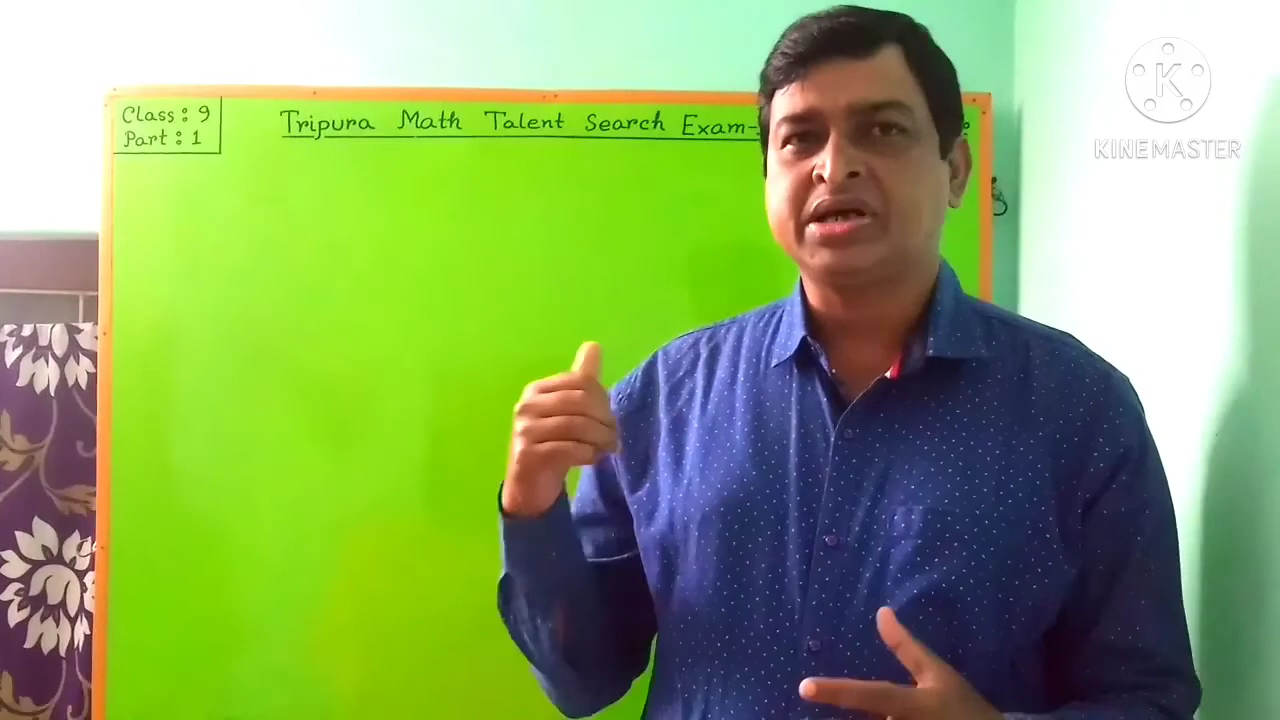 Class : 9
Part : 1
Tripura Math Talent Search Exam-
K
KINEMASTER